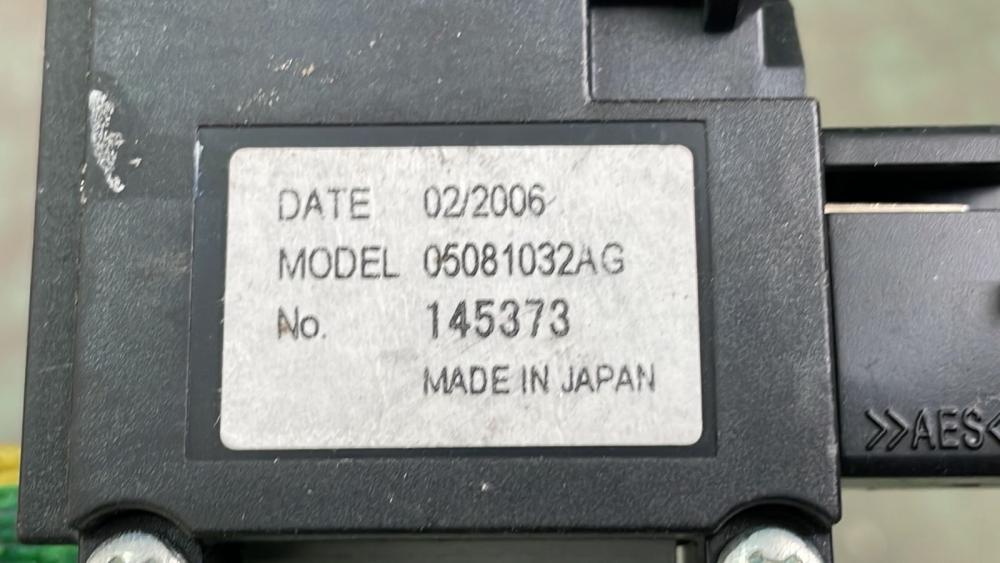 DATE 02/2006
MODEL 05081032AG
No. 145373
MADE IN JAPAN
>>AES<